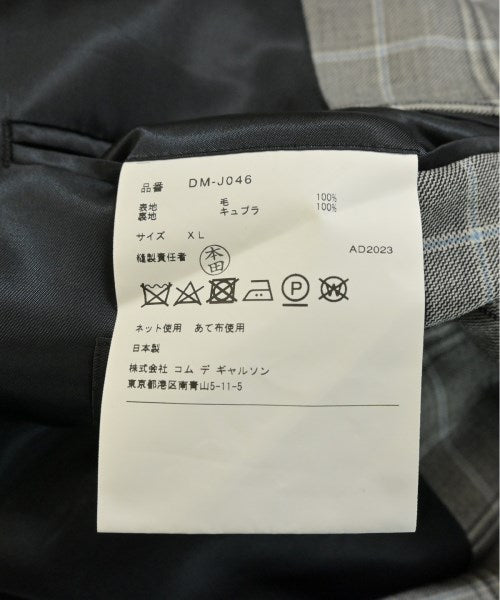 品番 DM-J046
表地 毛 100%
裏地 キュプラ 100%
サイズ XL
縫製責任者 本田
AD2023
P W
ネット使用 あて布使用
日本製
株式会社 コム デ ギャルソン
東京都港区南青山5-11-5